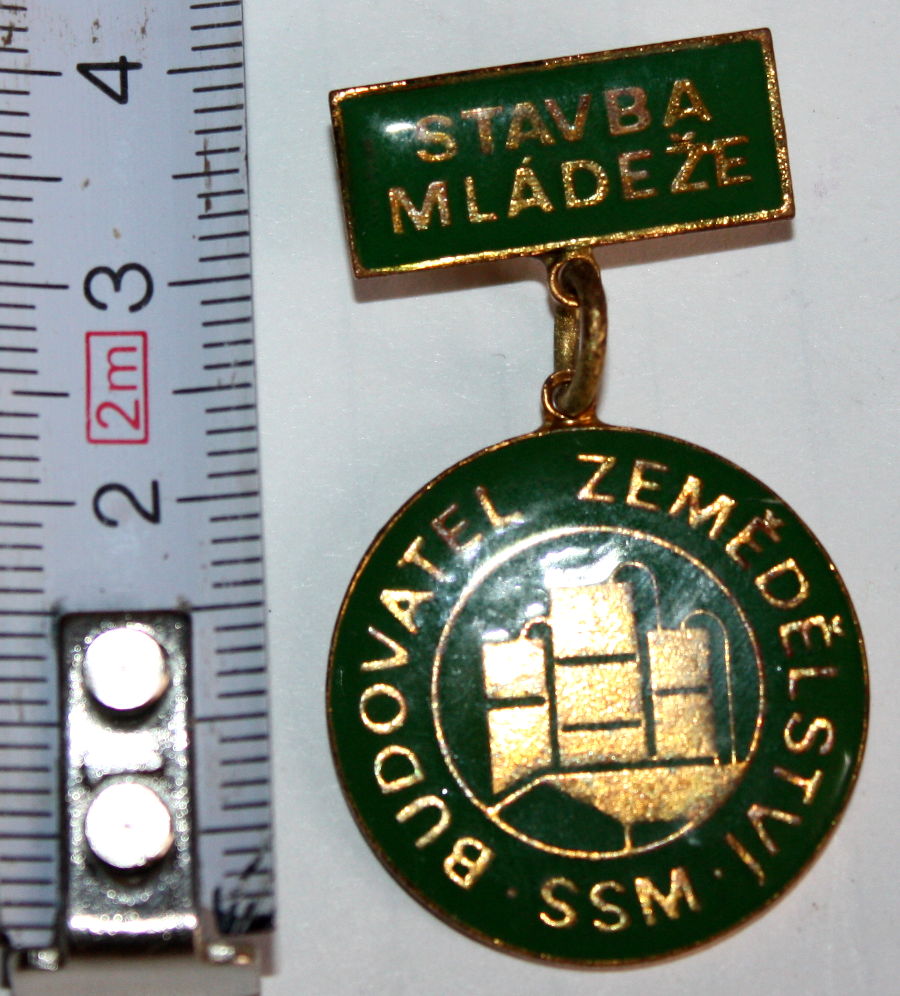 4
3
2m
2
STAVBA
MLÁDEŽE
BUDOVATEL ZEMĚDĚLSTVÍ
· SSM ·